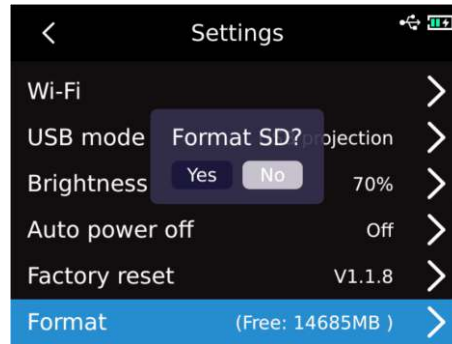 Settings
Wi-Fi
USB mode projection
Format SD?
Yes No
Brightness 70%
Auto power off Off
Factory reset V1.1.8
Format (Free: 14685MB )